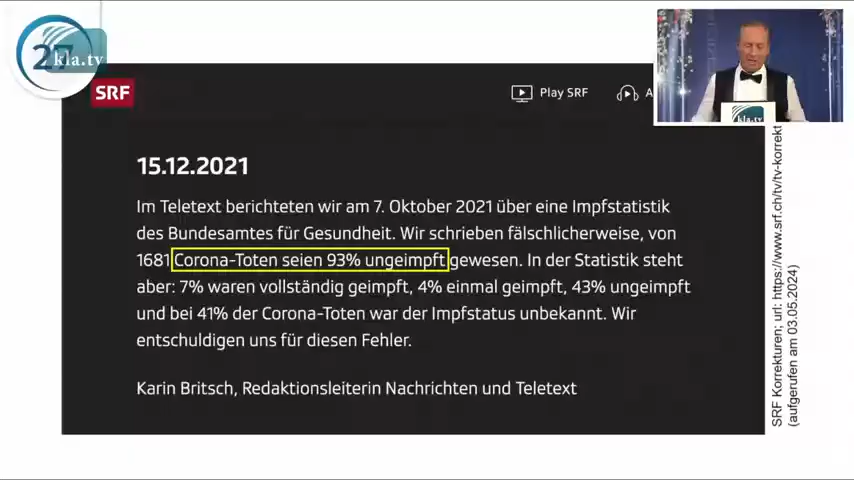 27 kla.tv
SRF
Play SRF
A
kla.tv
15.12.2021
Im Teletext berichteten wir am 7. Oktober 2021 über eine Impfstatistik
des Bundesamtes für Gesundheit. Wir schrieben fälschlicherweise, von
1681 Corona-Toten seien 93% ungeimpft gewesen. In der Statistik steht
aber: 7% waren vollständig geimpft, 4% einmal geimpft, 43% ungeimpft
und bei 41% der Corona-Toten war der Impfstatus unbekannt. Wir
entschuldigen uns für diesen Fehler.
Karin Britsch, Redaktionsleiterin Nachrichten und Teletext
SRF Korrekturen; url: https://www.srf.ch/tv/tv-korrekt
(aufgerufen am 03.05.2024)